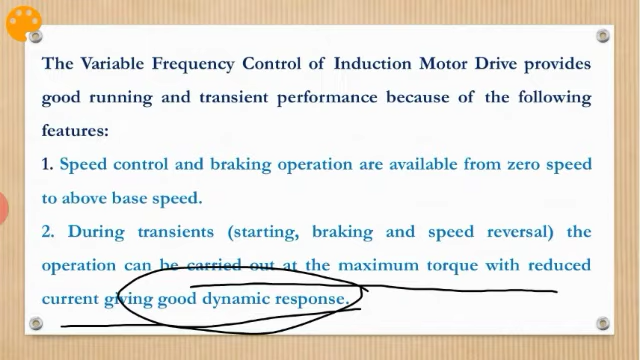 The Variable Frequency Control of Induction Motor Drive provides
good running and transient performance because of the following
features:
1. Speed control and braking operation are available from zero speed
to above base speed.
2. During transients (starting, braking and speed reversal) the
operation can be carried out at the maximum torque with reduced
current giving good dynamic response.